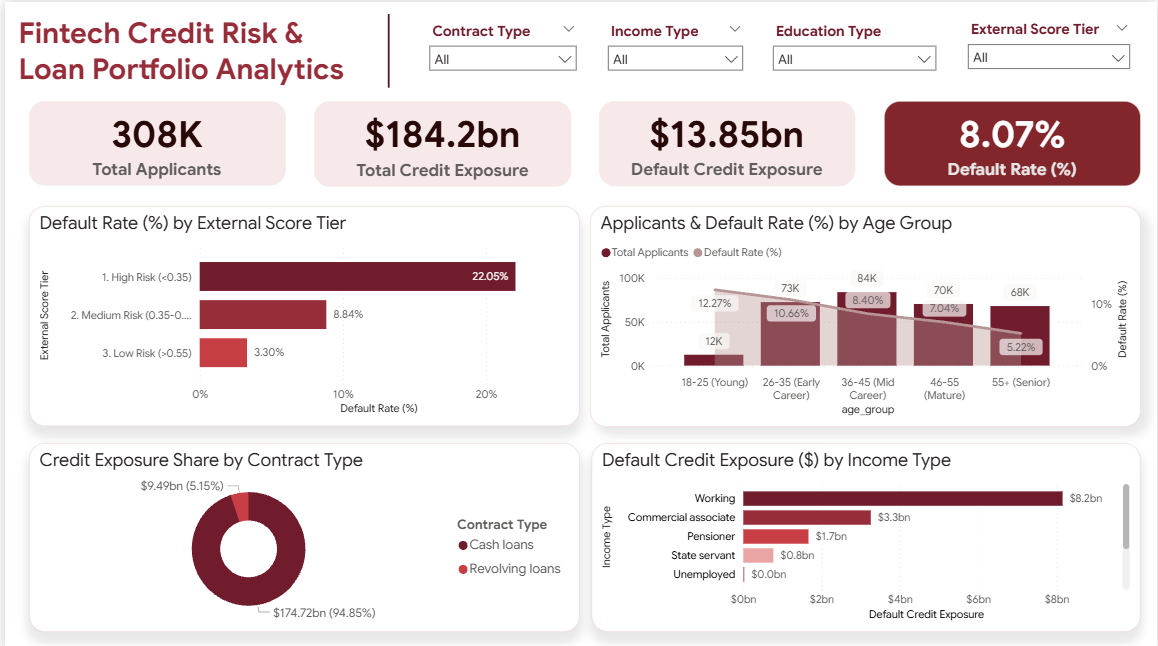 Fintech Credit Risk &
Loan Portfolio Analytics
Contract Type
All
Income Type
All
Education Type
All
External Score Tier
All
308K
Total Applicants
$184.2bn
Total Credit Exposure
$13.85bn
Default Credit Exposure
8.07%
Default Rate (%)
Default Rate (%) by External Score Tier
External Score Tier
1. High Risk (<0.35)
22.05%
2. Medium Risk (0.35-0....
8.84%
3. Low Risk (>0.55)
3.30%
0%
10%
20%
Default Rate (%)
Applicants & Default Rate (%) by Age Group
Total Applicants
Default Rate (%)
Total Applicants
100K
50K
0K
12K
73K
84K
70K
68K
12.27%
10.66%
8.40%
7.04%
5.22%
10%
0%
Default Rate (%)
18-25 (Young)
26-35 (Early
Career)
36-45 (Mid
Career)
46-55
(Mature)
55+ (Senior)
age_group
Credit Exposure Share by Contract Type
$9.49bn (5.15%)
$174.72bn (94.85%)
Contract Type
Cash loans
Revolving loans
Default Credit Exposure ($) by Income Type
Income Type
Working
$8.2bn
Commercial associate
$3.3bn
Pensioner
$1.7bn
State servant
$0.8bn
Unemployed
$0.0bn
$0bn
$2bn
$4bn
$6bn
$8bn
Default Credit Exposure